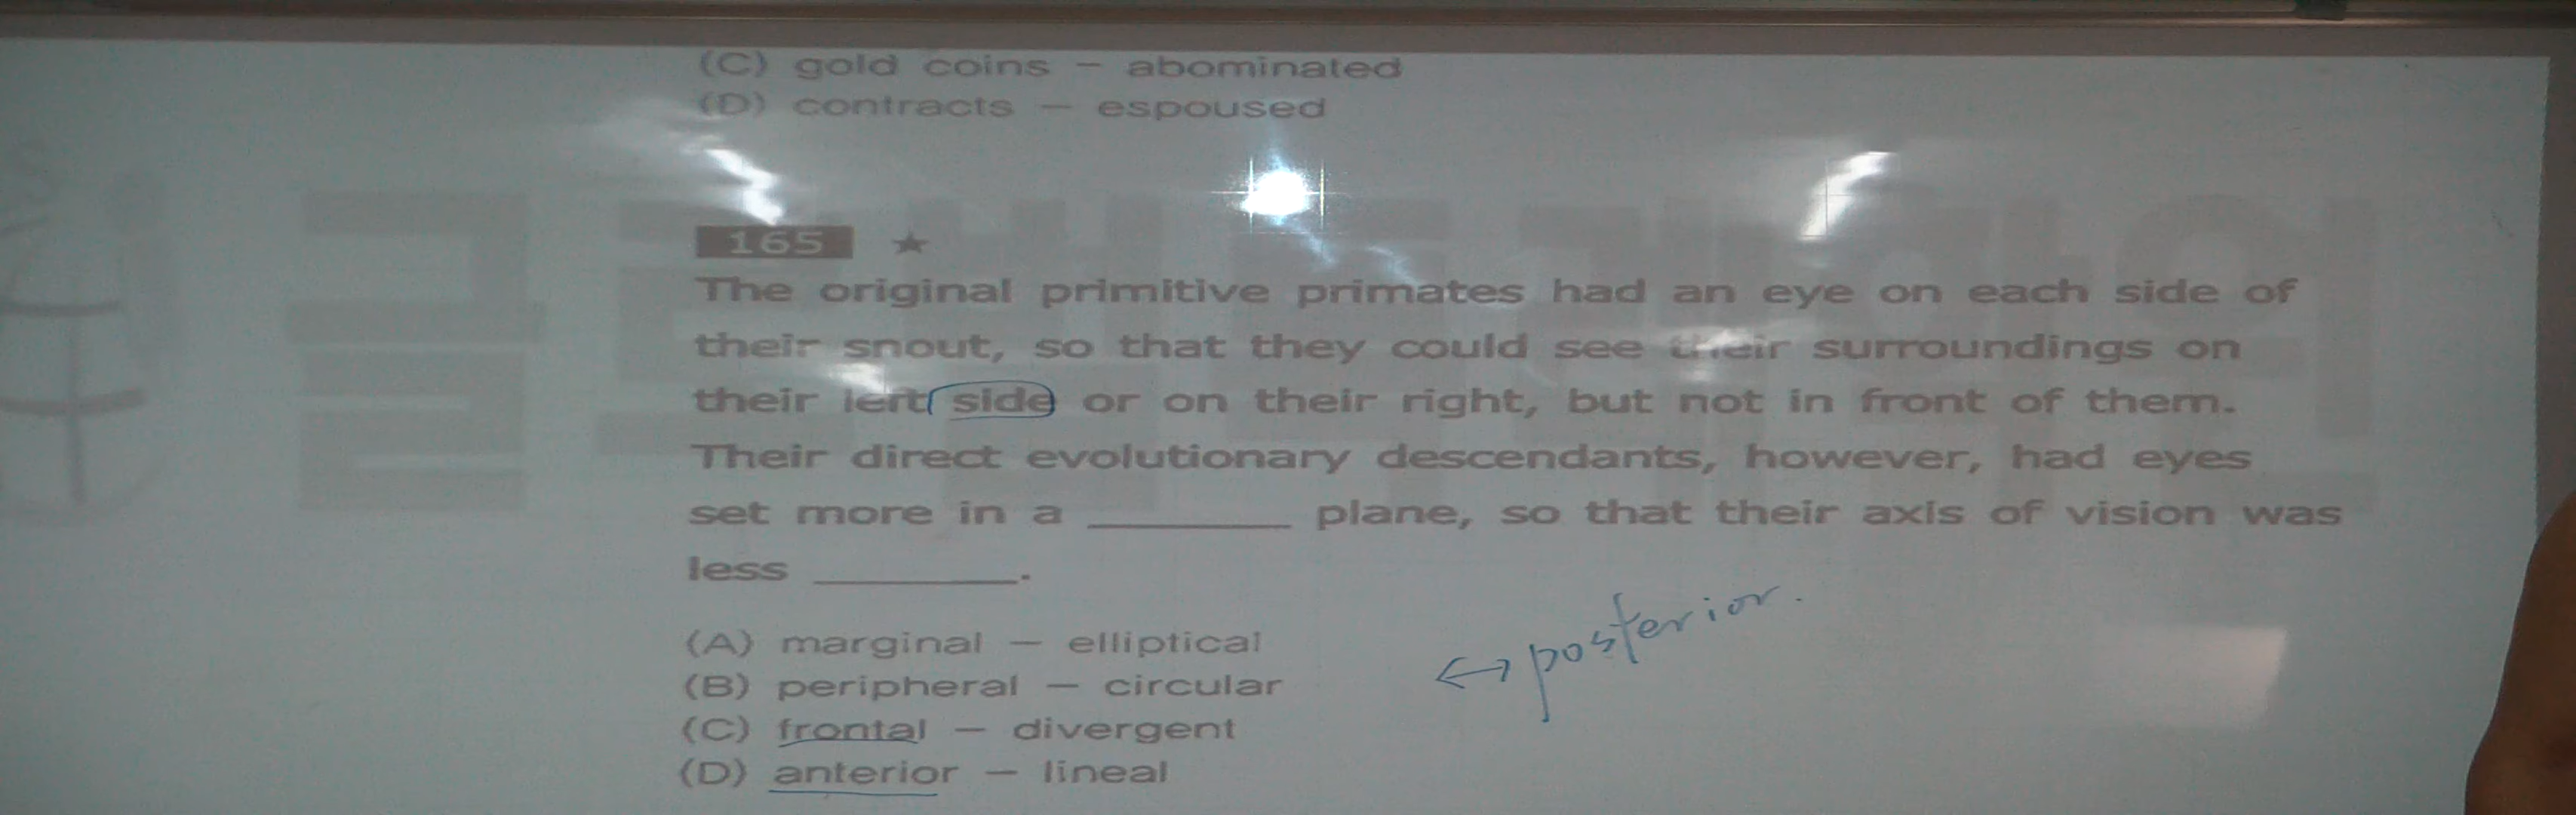 (C) gold coins – abominated
(D) contracts – espoused
165 ★
The original primitive primates had an eye on each side of
their snout, so that they could see their surroundings on
their left side or on their right, but not in front of them.
Their direct evolutionary descendants, however, had eyes
set more in a ________ plane, so that their axis of vision was
less ________.
(A) marginal – elliptical
(B) peripheral – circular
(C) frontal – divergent
(D) anterior – lineal
↔ posterior.